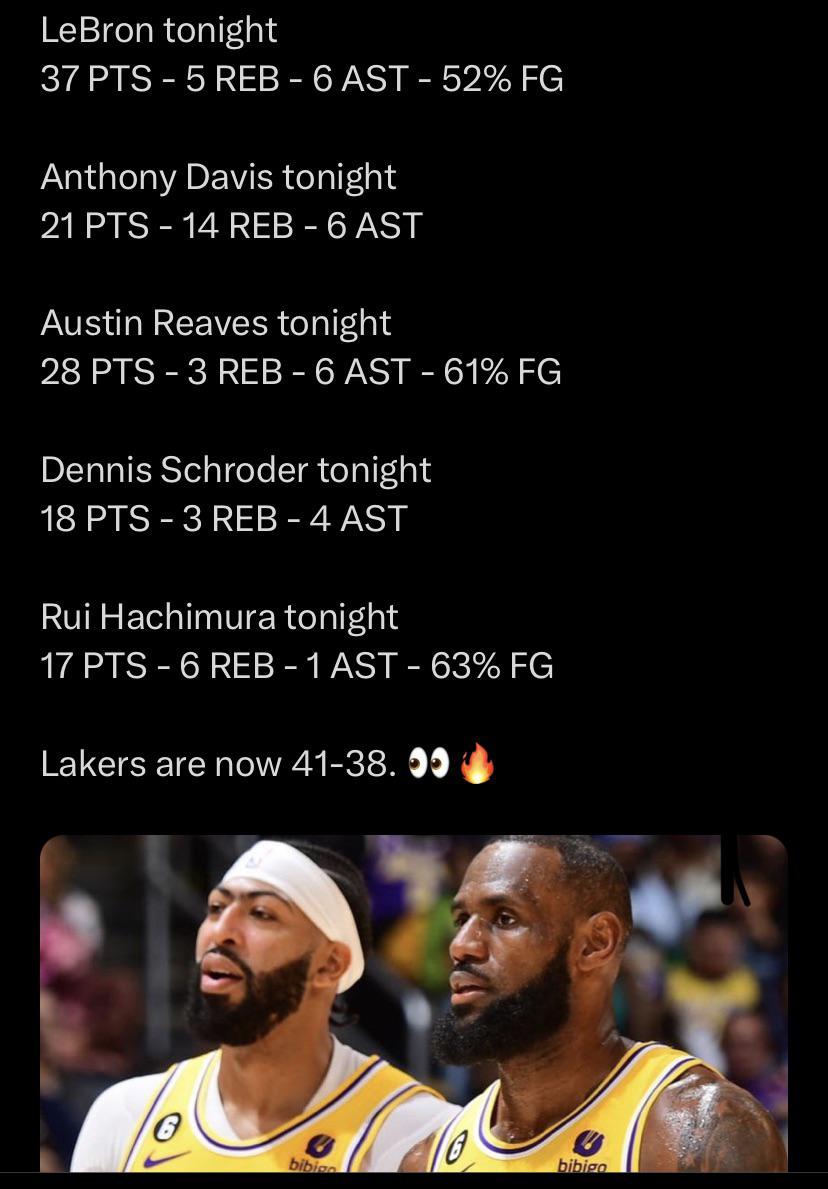 LeBron tonight
37 PTS - 5 REB - 6 AST - 52% FG
Anthony Davis tonight
21 PTS - 14 REB - 6 AST
Austin Reaves tonight
28 PTS - 3 REB - 6 AST - 61% FG
Dennis Schroder tonight
18 PTS - 3 REB - 4 AST
Rui Hachimura tonight
17 PTS - 6 REB - 1 AST - 63% FG
Lakers are now 41-38. 👀🔥
6
bibigo
6
bibigo